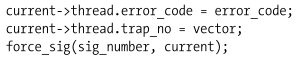 current->thread.error_code = error_code;
current->thread.trap_no = vector;
force_sig(sig_number, current);